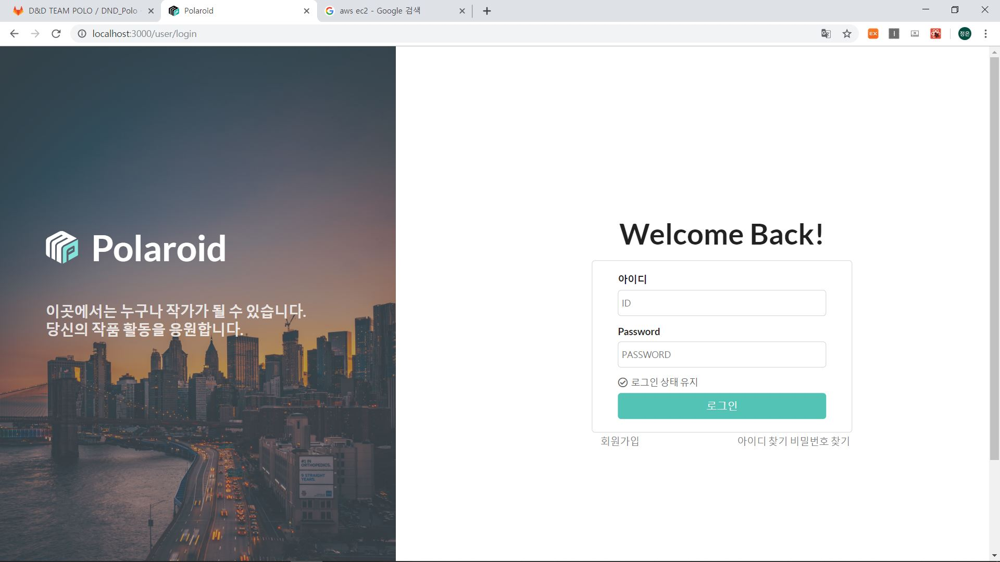 D&D TEAM POLO / DND_Polo
Polaroid
aws ec2 - Google 검색
localhost:3000/user/login
EX
정은
Polaroid
이곳에서는 누구나 작가가 될 수 있습니다.
당신의 작품 활동을 응원합니다.
#1 IN
ORTHOPEDICS.
9 STRAIGHT
YEARS.
Welcome Back!
아이디
ID
Password
PASSWORD
로그인 상태 유지
로그인
회원가입
아이디 찾기 비밀번호 찾기